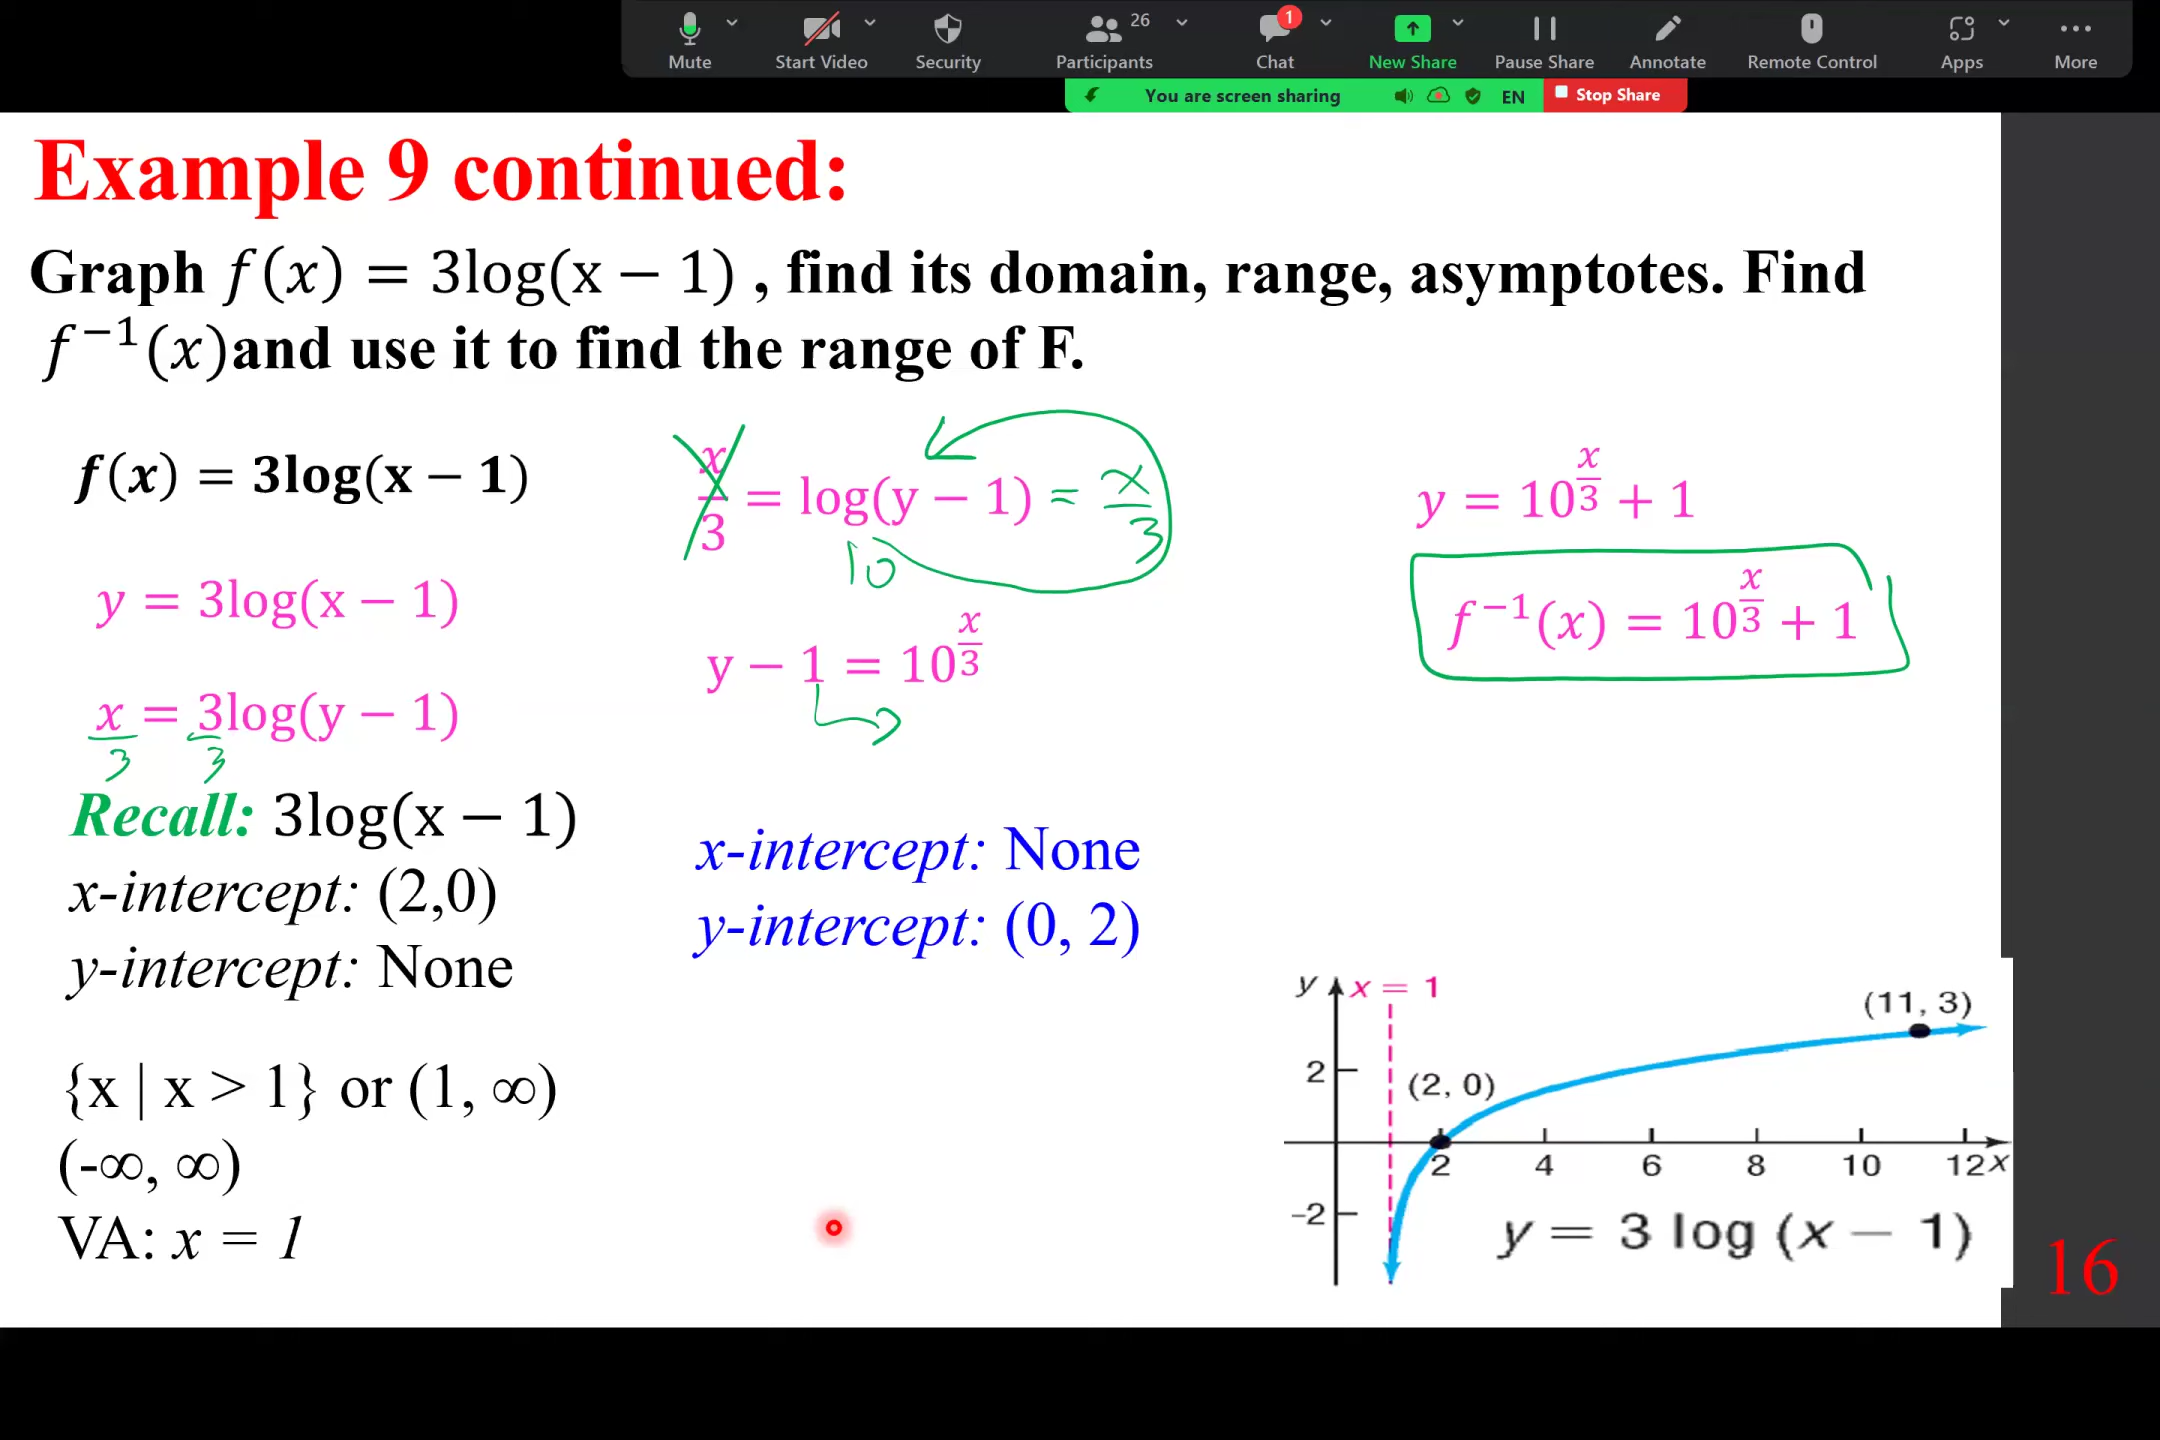 26
1
Mute Start Video Security Participants Chat New Share Pause Share Annotate Remote Control Apps More
You are screen sharing EN Stop Share
Example 9 continued:
Graph f(x) = 3log(x − 1) , find its domain, range, asymptotes. Find
f⁻¹(x)and use it to find the range of F.
f(x) = 3log(x − 1)
y = 3log(x − 1)
x = 3log(y − 1)
3 3
x/3 = log(y − 1) = x/3
10
y − 1 = 10^(x/3)
y = 10^(x/3) + 1
f⁻¹(x) = 10^(x/3) + 1
Recall: 3log(x − 1)
x-intercept: (2,0)
y-intercept: None
{x | x > 1} or (1, ∞)
(-∞, ∞)
VA: x = 1
x-intercept: None
y-intercept: (0, 2)
y x = 1
(11, 3)
2 (2, 0)
2 4 6 8 10 12 x
−2
y = 3 log (x − 1)
16